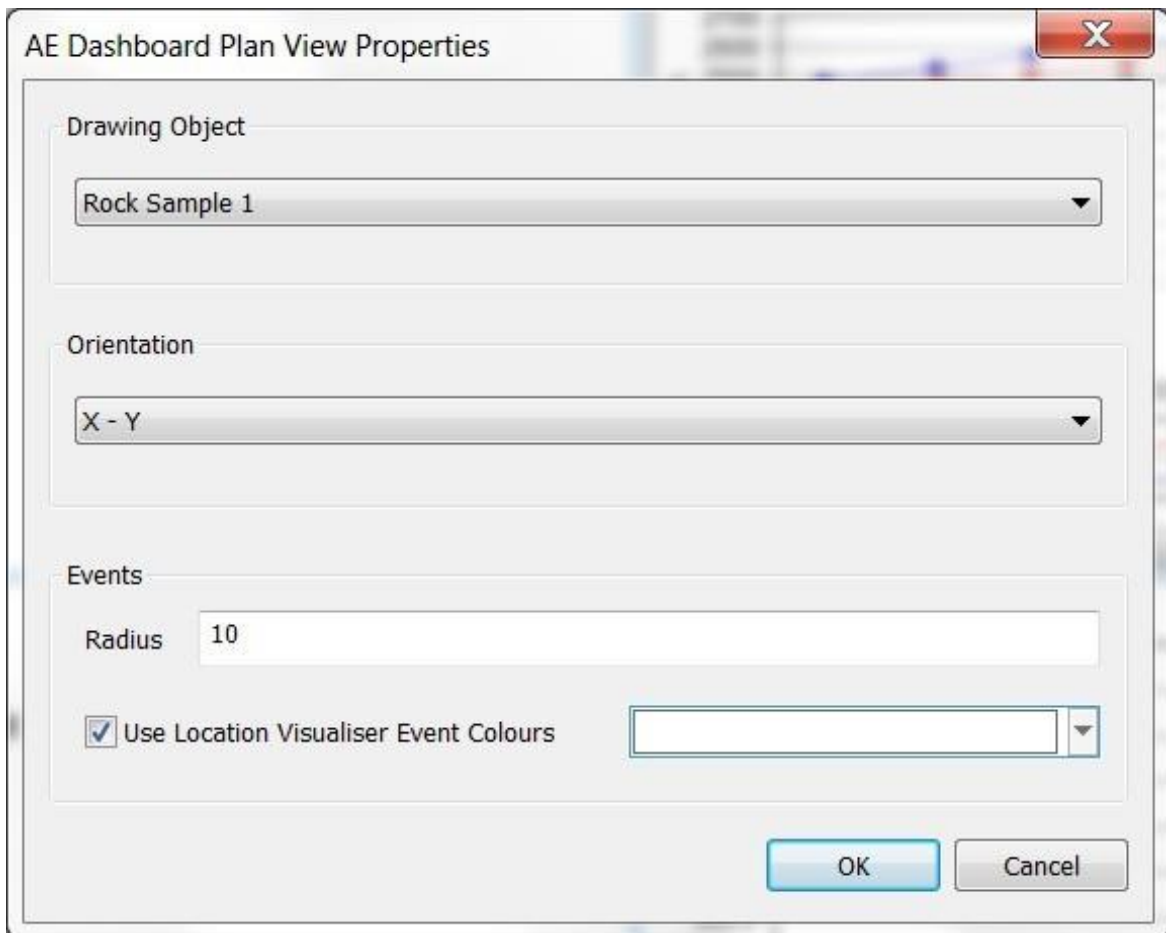 AE Dashboard Plan View Properties
Drawing Object
Rock Sample 1
Orientation
X - Y
Events
Radius 10
Use Location Visualiser Event Colours
OK Cancel